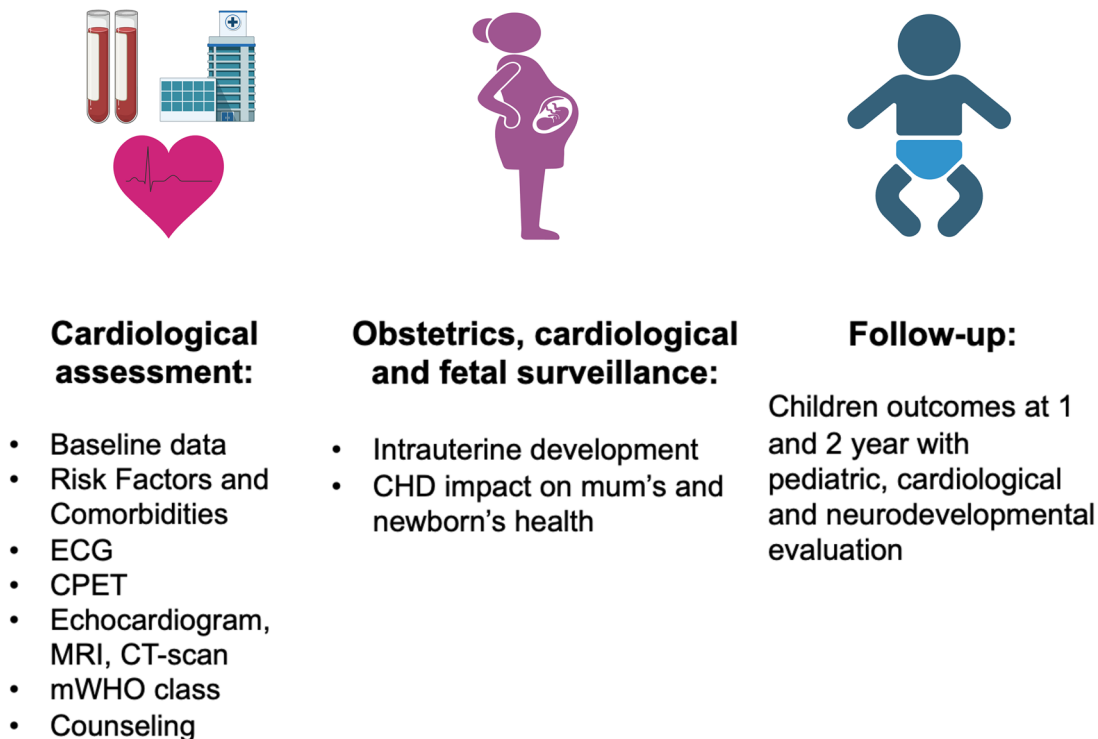 Cardiological
assessment:
• Baseline data
• Risk Factors and
Comorbidities
• ECG
• CPET
• Echocardiogram,
MRI, CT-scan
• mWHO class
• Counseling
Obstetrics, cardiological
and fetal surveillance:
• Intrauterine development
• CHD impact on mum's and
newborn's health
Follow-up:
Children outcomes at 1
and 2 year with
pediatric, cardiological
and neurodevelopmental
evaluation